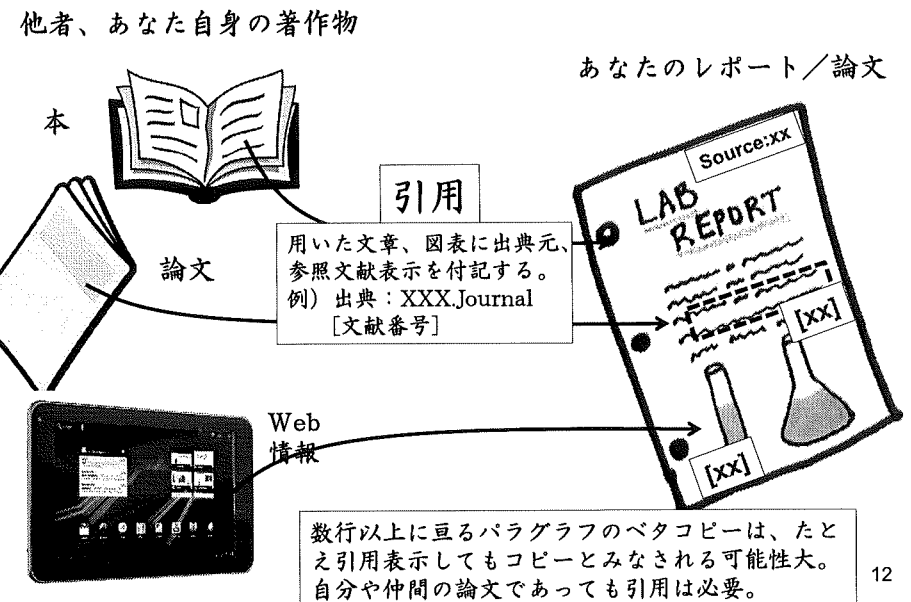 他者、あなた自身の著作物
あなたのレポート／論文
本
Source:xx
LAB
REPORT
引用
用いた文章、図表に出典元、
参照文献表示を付記する。
例）出典：XXX.Journal
［文献番号］
論文
[xx]
Web
情報
[xx]
数行以上に亘るパラグラフのベタコピーは、たと
え引用表示してもコピーとみなされる可能性大。
自分や仲間の論文であっても引用は必要。
12